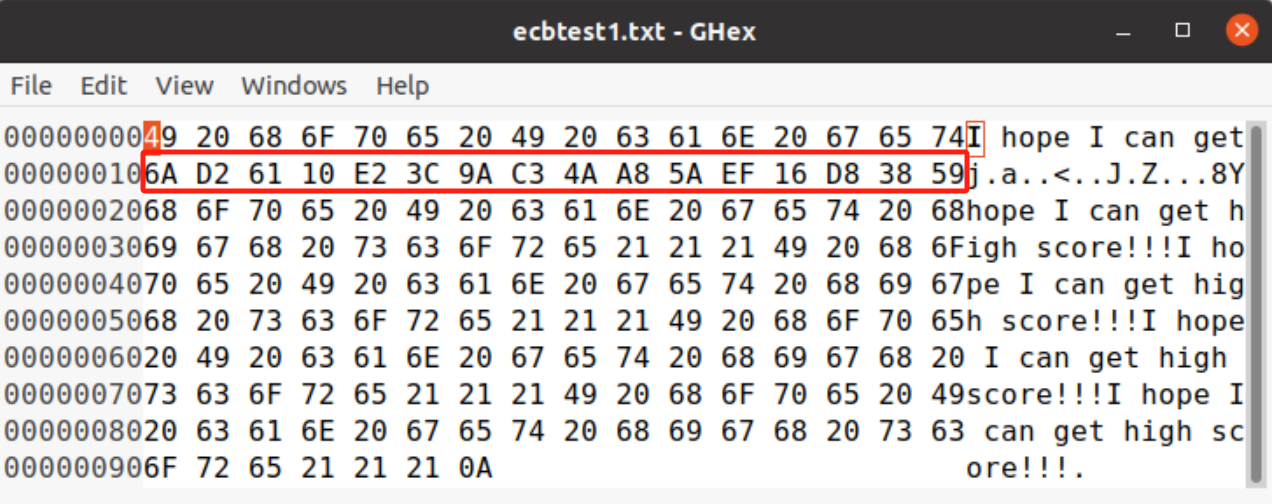 ecbtest1.txt - GHex
File Edit View Windows Help
00000000 49 20 68 6F 70 65 20 49 20 63 61 6E 20 67 65 74 I hope I can get
00000010 6A D2 61 10 E2 3C 9A C3 4A A8 5A EF 16 D8 38 59 j.a..<..J.Z...8Y
00000020 68 6F 70 65 20 49 20 63 61 6E 20 67 65 74 20 68 hope I can get h
00000030 69 67 68 20 73 63 6F 72 65 21 21 21 49 20 68 6F igh score!!!I ho
00000040 70 65 20 49 20 63 61 6E 20 67 65 74 20 68 69 67 pe I can get hig
00000050 68 20 73 63 6F 72 65 21 21 21 49 20 68 6F 70 65 h score!!!I hope
00000060 20 49 20 63 61 6E 20 67 65 74 20 68 69 67 68 20  I can get high
00000070 73 63 6F 72 65 21 21 21 49 20 68 6F 70 65 20 49 score!!!I hope I
00000080 20 63 61 6E 20 67 65 74 20 68 69 67 68 20 73 63  can get high sc
00000090 6F 72 65 21 21 21 0A ore!!!.